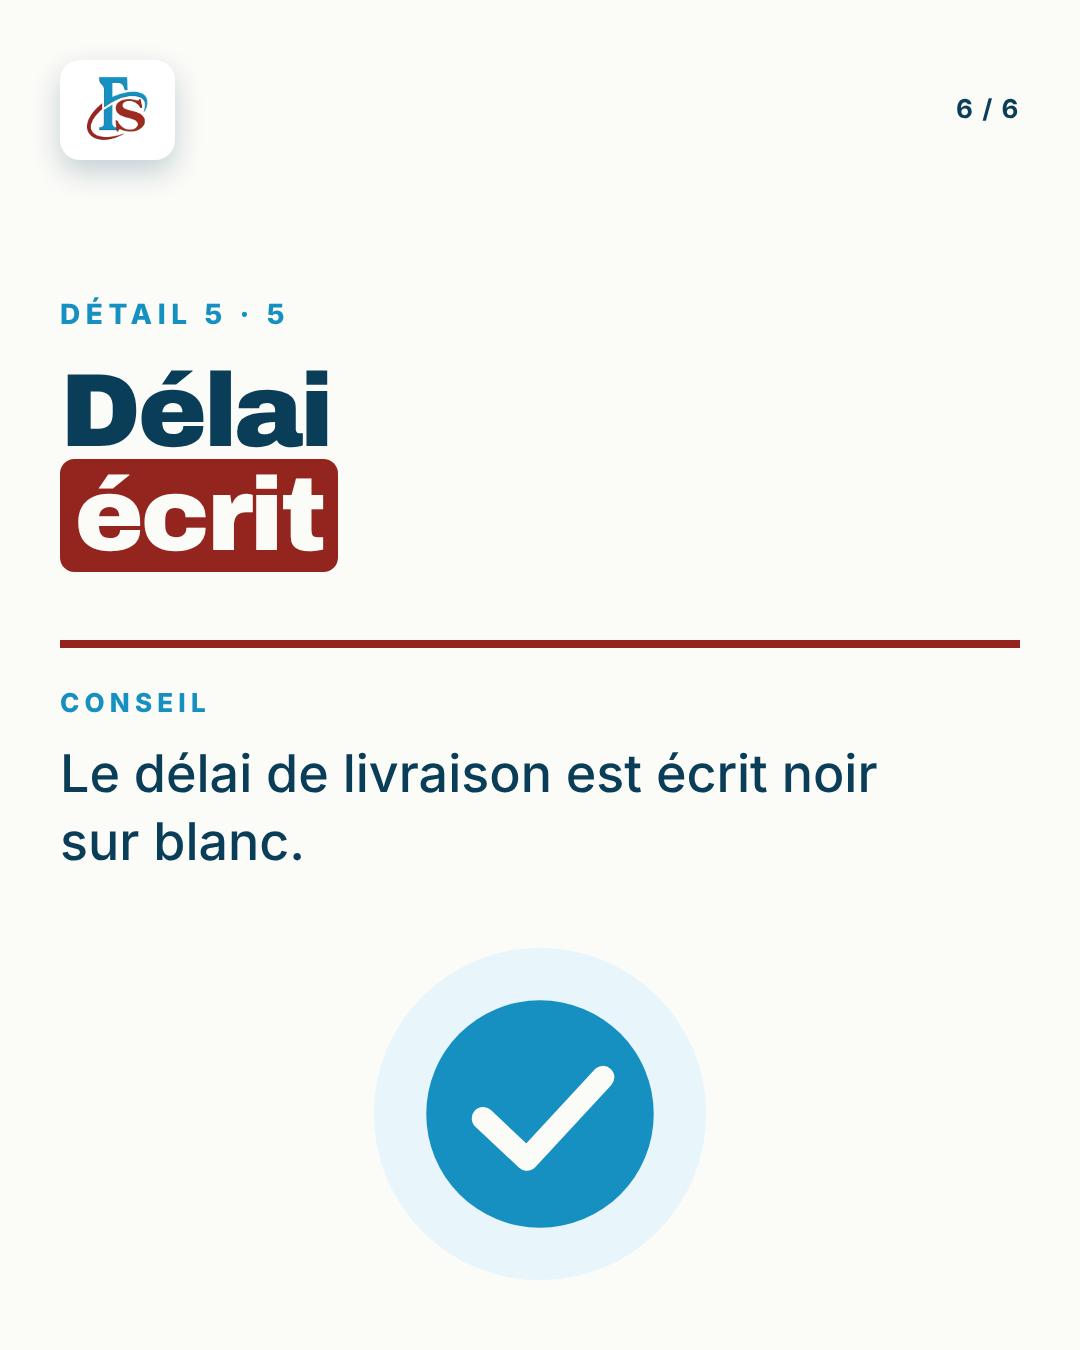 FS
6 / 6
DÉTAIL 5 · 5
Délai
écrit
CONSEIL
Le délai de livraison est écrit noir
sur blanc.